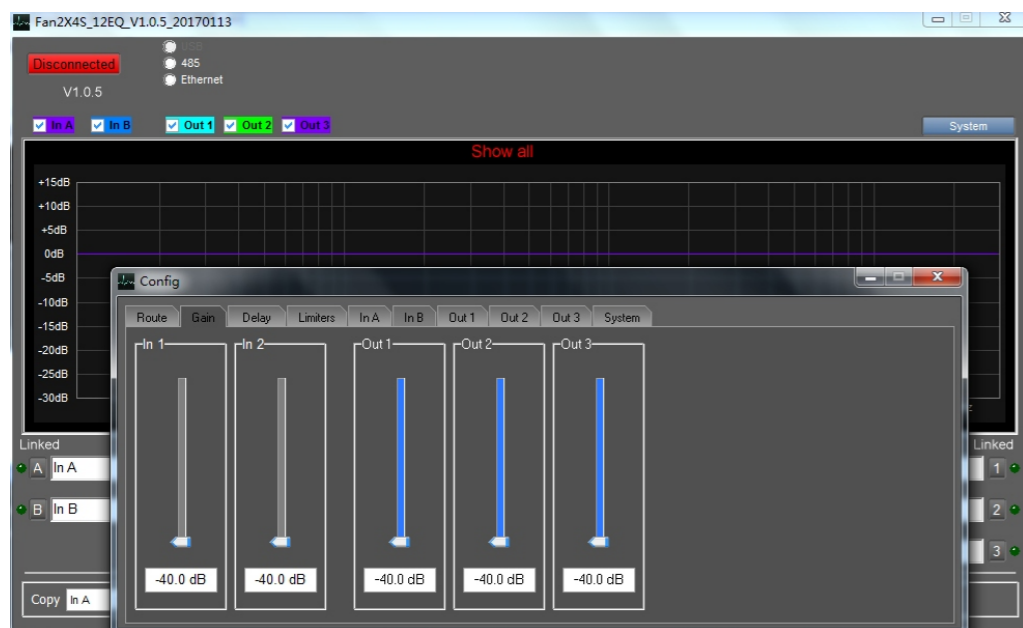 Fan2X4S_12EQ_V1.0.5_20170113
USB
Disconnected
485
Ethernet
V1.0.5
In A In B Out 1 Out 2 Out 3 System
Show all
+15dB
+10dB
+5dB
0dB
-5dB
-10dB
-15dB
-20dB
-25dB
-30dB
Config
Route Gain Delay Limiters In A In B Out 1 Out 2 Out 3 System
In 1 In 2 Out 1 Out 2 Out 3
-40.0 dB -40.0 dB -40.0 dB -40.0 dB -40.0 dB
Linked Linked
A In A 1
B In B 2
3
Copy In A